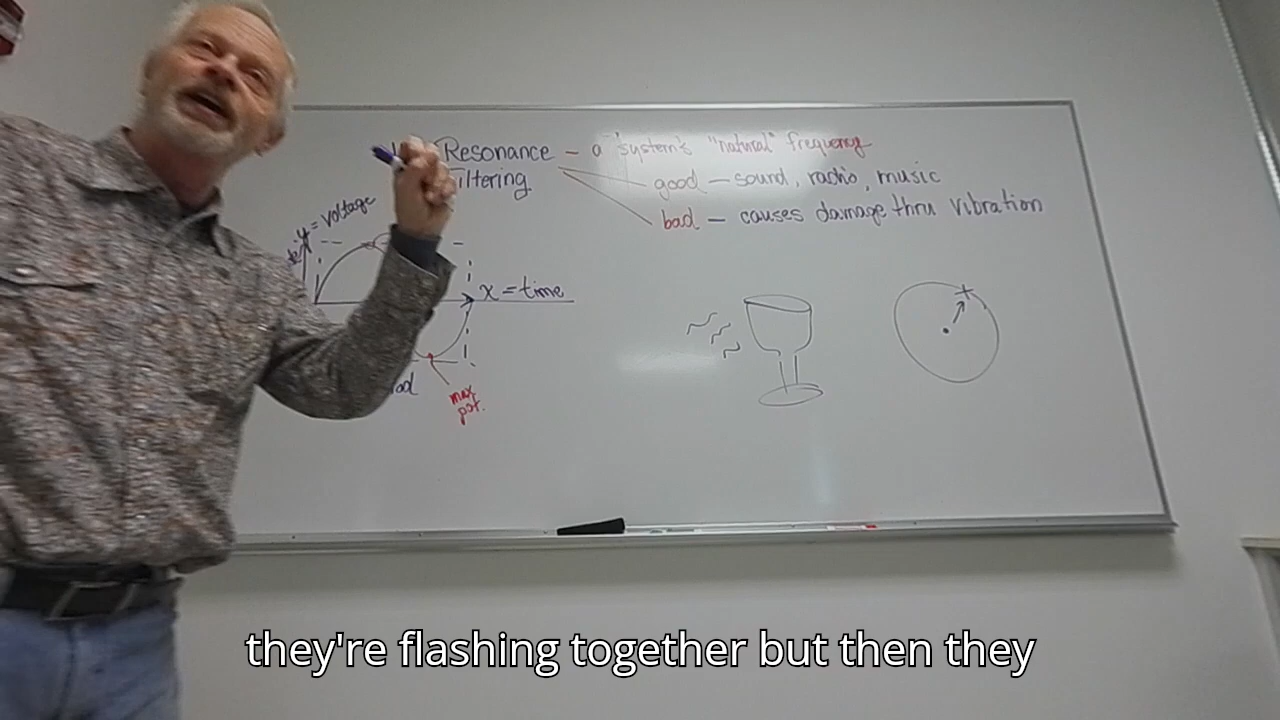 Resonance – a system's "natural" frequency
Filtering
good – sound, radio, music
bad – causes damage thru vibration
y = voltage
x = time
max
pot.
they're flashing together but then they